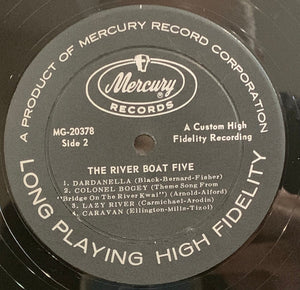 A PRODUCT OF MERCURY RECORD CORPORATION
Mercury
RECORDS
MG-20378
Side 2
A Custom High
Fidelity Recording
THE RIVER BOAT FIVE
1. DARDANELLA (Black-Bernard-Fisher)
2. COLONEL BOGEY (Theme Song From
"Bridge On The River Kwai") (Arnold-Alford)
3. LAZY RIVER (Carmichael-Arodin)
4. CARAVAN (Ellington-Mills-Tizol)
LONG PLAYING HIGH FIDELITY